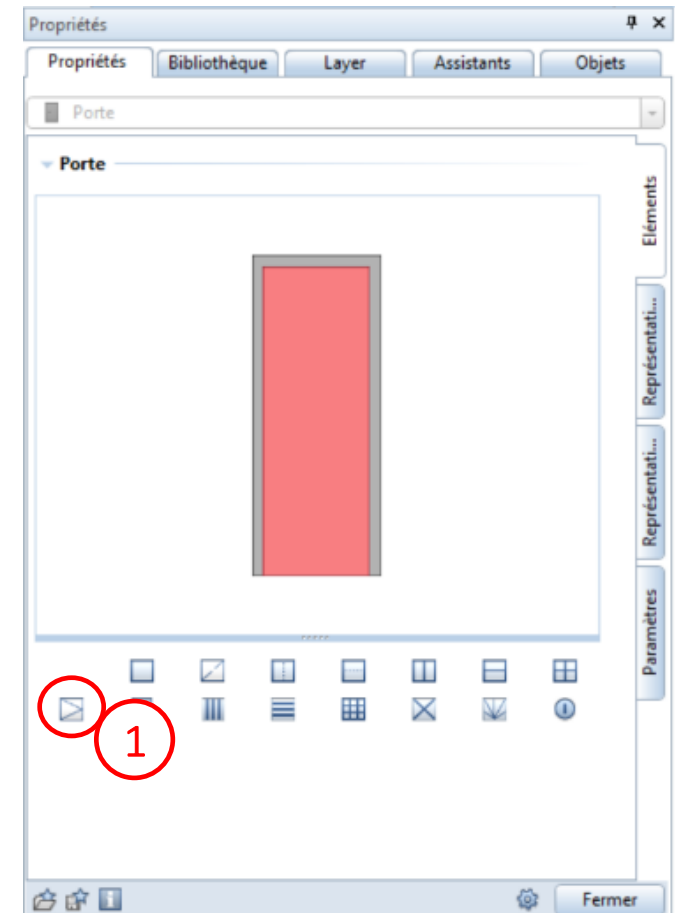 Propriétés
Propriétés Bibliothèque Layer Assistants Objets
Porte
Porte
Eléments
Représentati...
Représentati...
Paramètres
1
Fermer